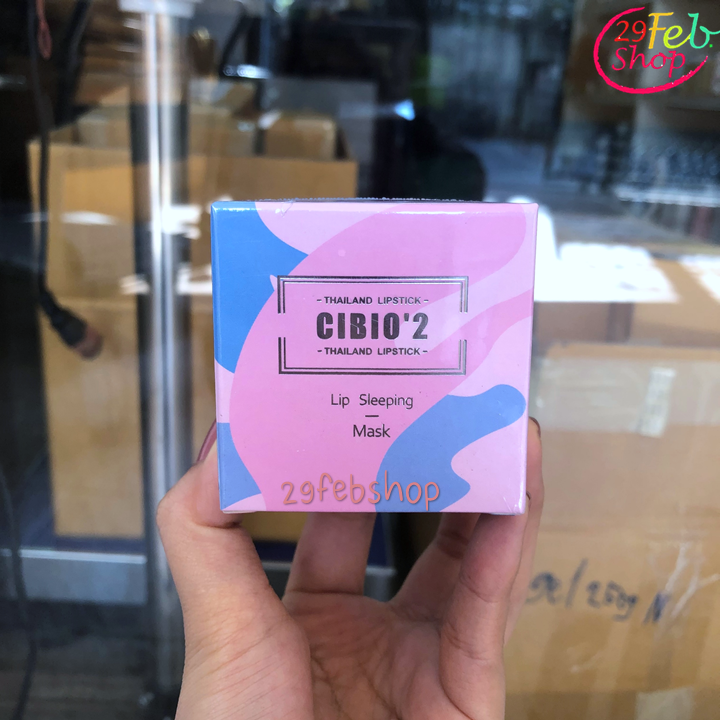 29Feb
Shop
- THAILAND LIPSTICK -
CIBIO'2
- THAILAND LIPSTICK -
Lip Sleeping
Mask
29febshop